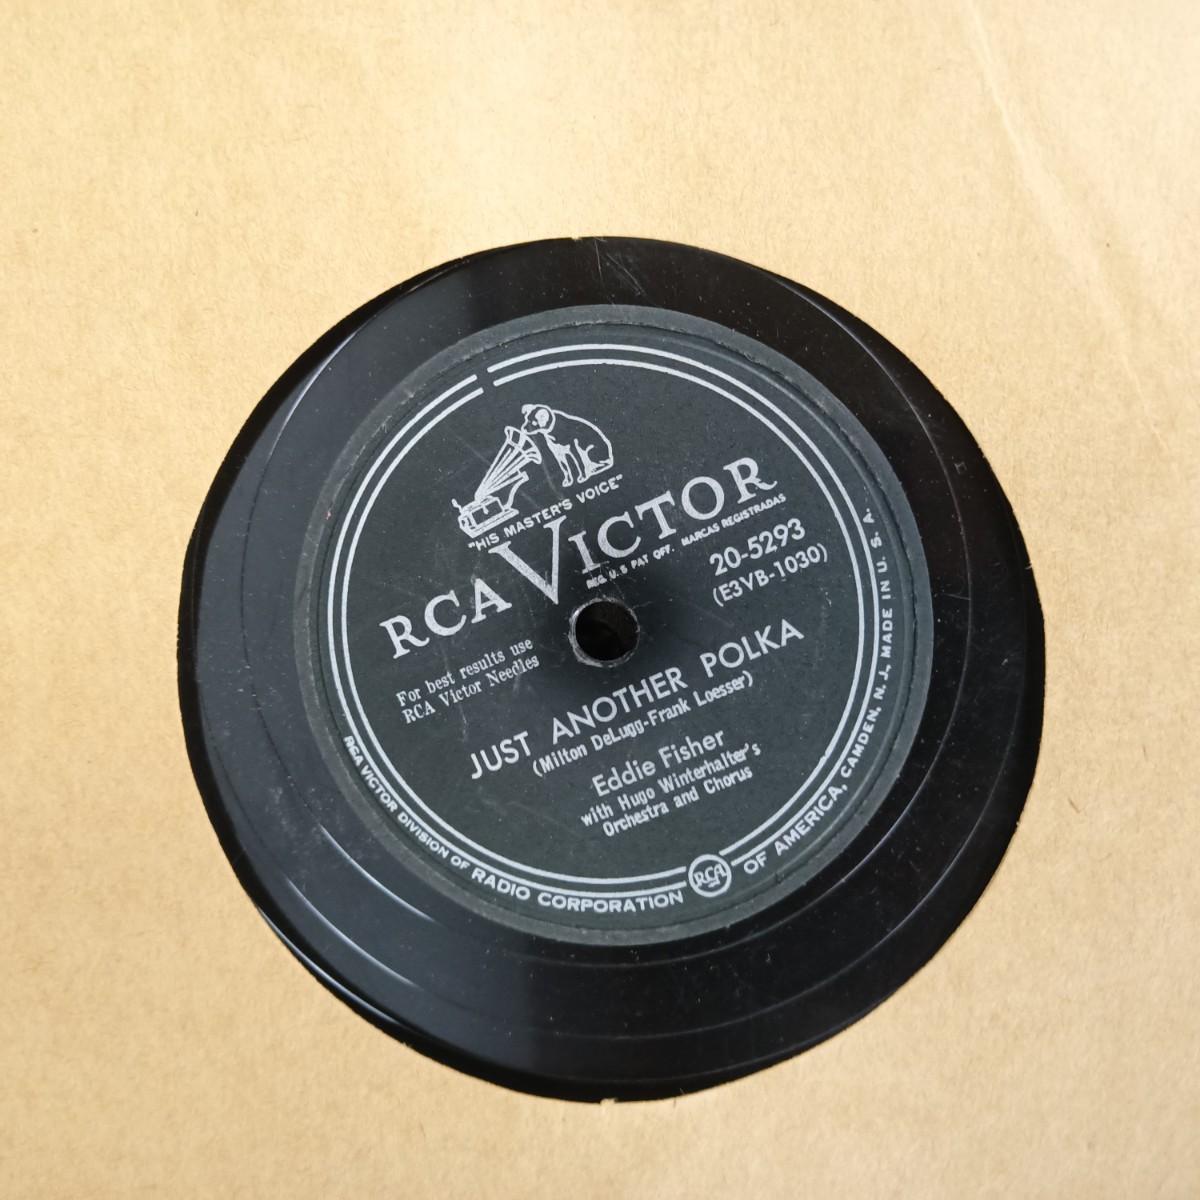 "HIS MASTER'S VOICE"
RCA VICTOR
REG. U.S PAT OFF. MARCAS REGISTRADAS
20-5293
(E3VB-1030)
For best results use
RCA Victor Needles
JUST ANOTHER POLKA
(Milton DeLugg-Frank Loesser)
Eddie Fisher
with Hugo Winterhalter's
Orchestra and Chorus
RCA VICTOR DIVISION OF RADIO CORPORATION RCA OF AMERICA, CAMDEN, N. J., MADE IN U. S. A.